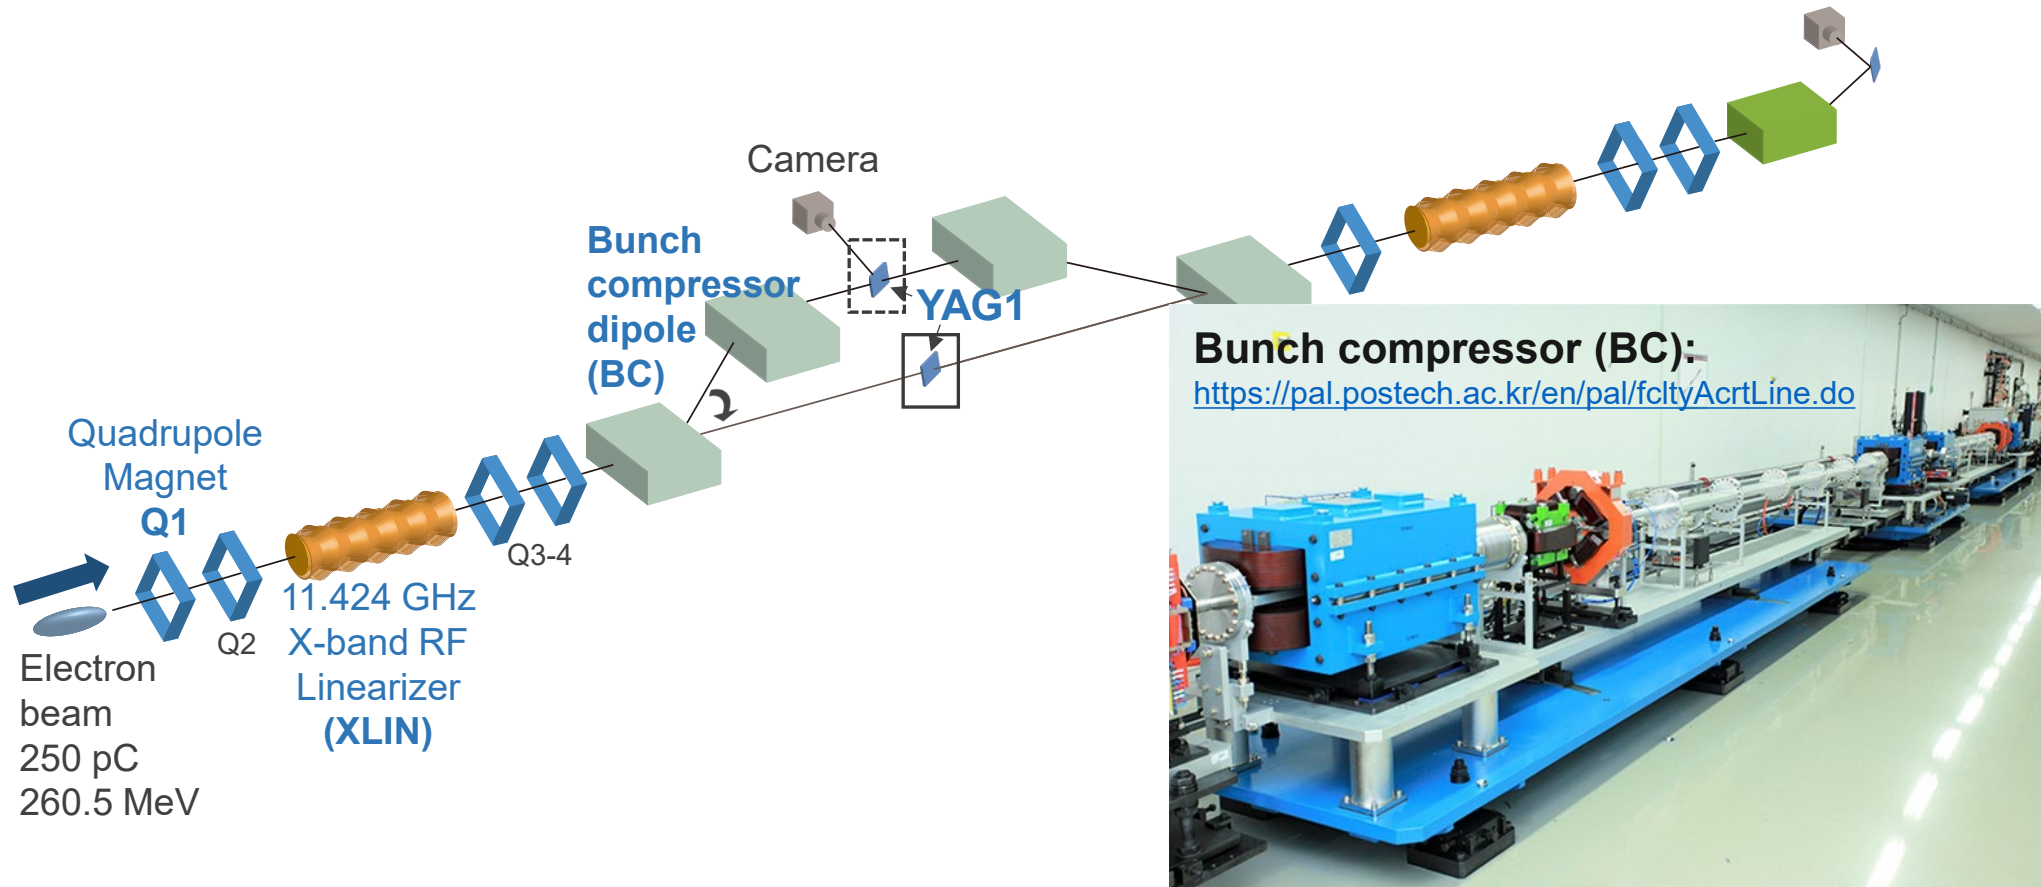 Camera
Bunch
compressor
dipole
(BC)
YAG1
Quadrupole
Magnet
Q1
Q2
Q3-4
11.424 GHz
X-band RF
Linearizer
(XLIN)
Electron
beam
250 pC
260.5 MeV
Bunch compressor (BC):
https://pal.postech.ac.kr/en/pal/fcltyAcrtLine.do